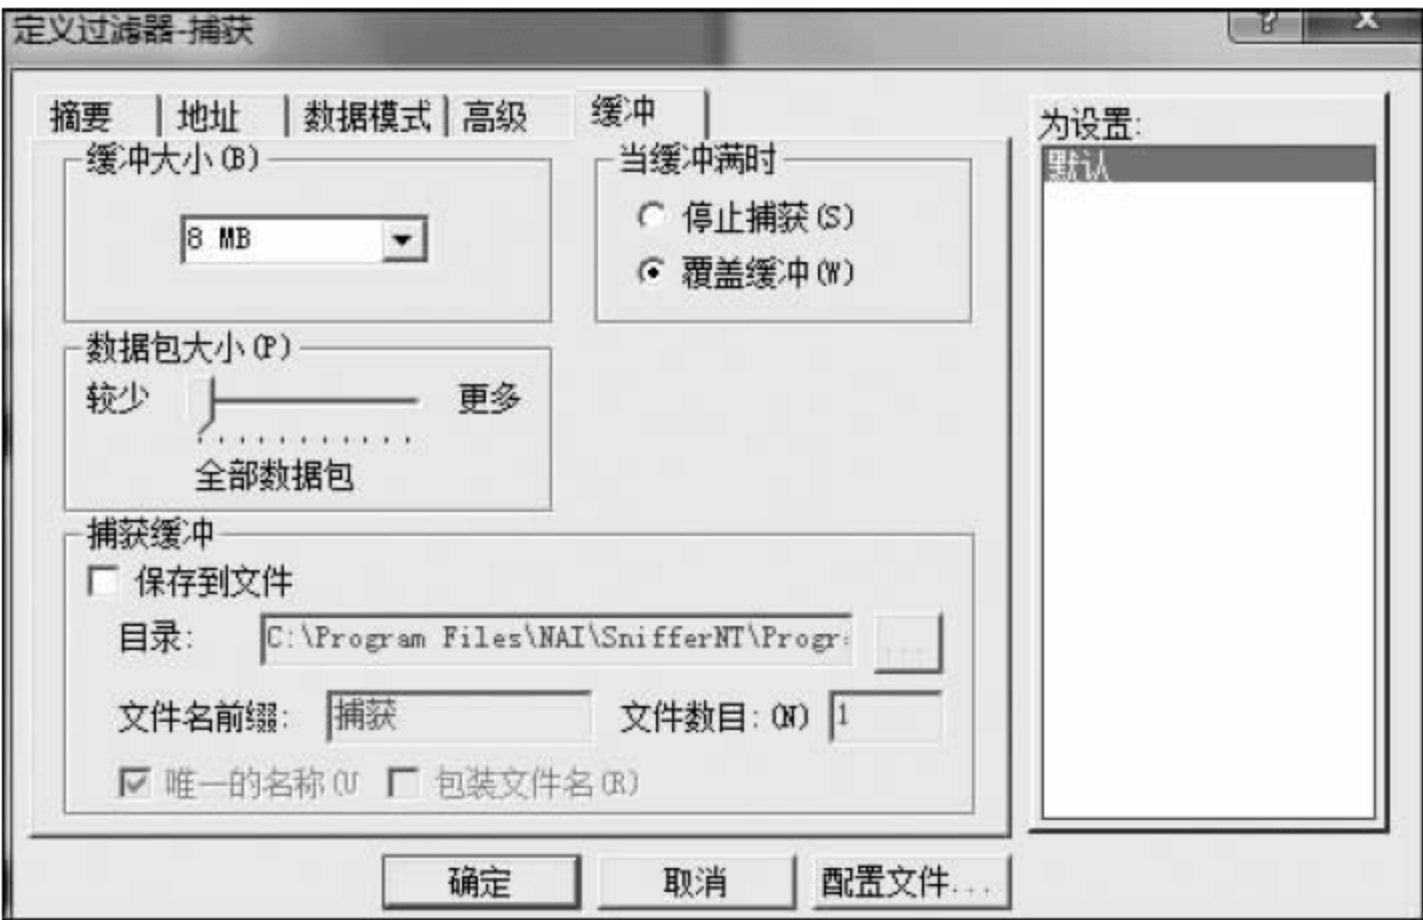 定义过滤器-捕获
? X
摘要 地址 数据模式 高级 缓冲
缓冲大小(B)
8 MB
当缓冲满时
停止捕获(S)
覆盖缓冲(W)
数据包大小(P)
较少 更多
全部数据包
捕获缓冲
保存到文件
目录: C:\Program Files\NAI\SnifferNT\Progra ...
文件名前缀: 捕获 文件数目:(N) 1
唯一的名称(U 包装文件名(R)
为设置:
默认
确定 取消 配置文件...